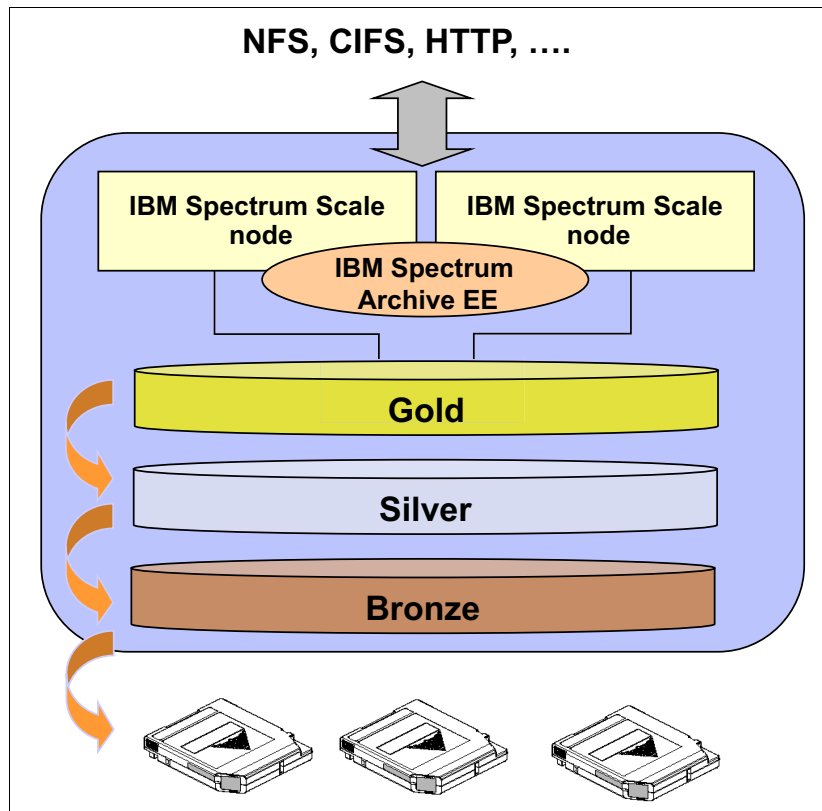 NFS, CIFS, HTTP, ....
IBM Spectrum Scale
node
IBM Spectrum Scale
node
IBM Spectrum
Archive EE
Gold
Silver
Bronze